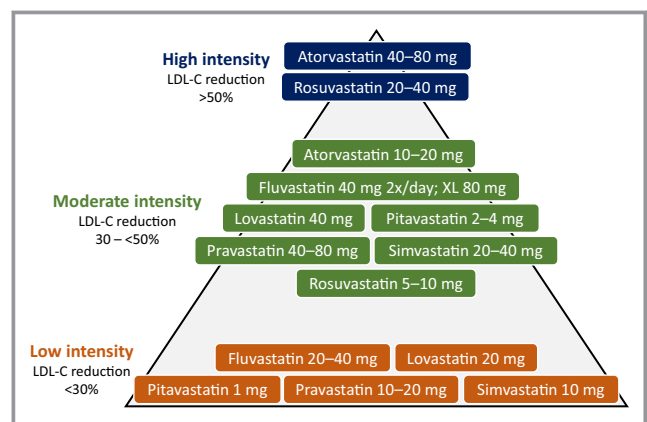 High intensity
LDL-C reduction
>50%
Atorvastatin 40–80 mg
Rosuvastatin 20–40 mg
Moderate intensity
LDL-C reduction
30 – <50%
Atorvastatin 10–20 mg
Fluvastatin 40 mg 2x/day; XL 80 mg
Lovastatin 40 mg
Pitavastatin 2–4 mg
Pravastatin 40–80 mg
Simvastatin 20–40 mg
Rosuvastatin 5–10 mg
Low intensity
LDL-C reduction
<30%
Fluvastatin 20–40 mg
Lovastatin 20 mg
Pitavastatin 1 mg
Pravastatin 10–20 mg
Simvastatin 10 mg